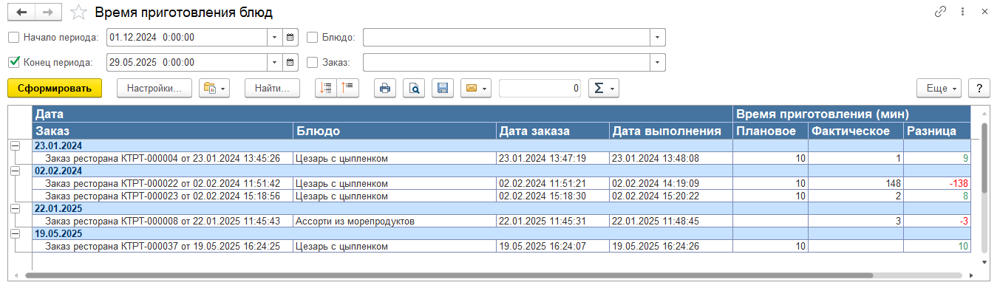 Время приготовления блюд
Начало периода: 01.12.2024 0:00:00 Блюдо:
Конец периода: 29.05.2025 0:00:00 Заказ:
Сформировать Настройки... Найти... 0 Σ Еще ?
Дата Время приготовления (мин)
Заказ Блюдо Дата заказа Дата выполнения Плановое Фактическое Разница
23.01.2024
Заказ ресторана КТРТ-000004 от 23.01.2024 13:45:26 Цезарь с цыпленком 23.01.2024 13:47:19 23.01.2024 13:48:08 10 1 9
02.02.2024
Заказ ресторана КТРТ-000022 от 02.02.2024 11:51:42 Цезарь с цыпленком 02.02.2024 11:51:21 02.02.2024 14:19:09 10 148 -138
Заказ ресторана КТРТ-000023 от 02.02.2024 15:18:56 Цезарь с цыпленком 02.02.2024 15:18:30 02.02.2024 15:20:22 10 2 8
22.01.2025
Заказ ресторана КТРТ-000008 от 22.01.2025 11:45:43 Ассорти из морепродуктов 22.01.2025 11:45:31 22.01.2025 11:48:45 3 -3
19.05.2025
Заказ ресторана КТРТ-000037 от 19.05.2025 16:24:25 Цезарь с цыпленком 19.05.2025 16:24:07 19.05.2025 16:24:26 10 10